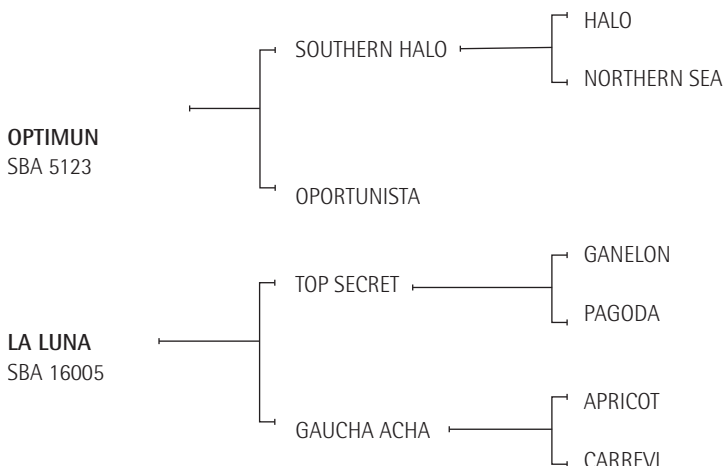 HALO
SOUTHERN HALO
NORTHERN SEA
OPTIMUN
SBA 5123
OPORTUNISTA
GANELON
TOP SECRET
PAGODA
LA LUNA
SBA 16005
APRICOT
GAUCHA ACHA
CARREVI